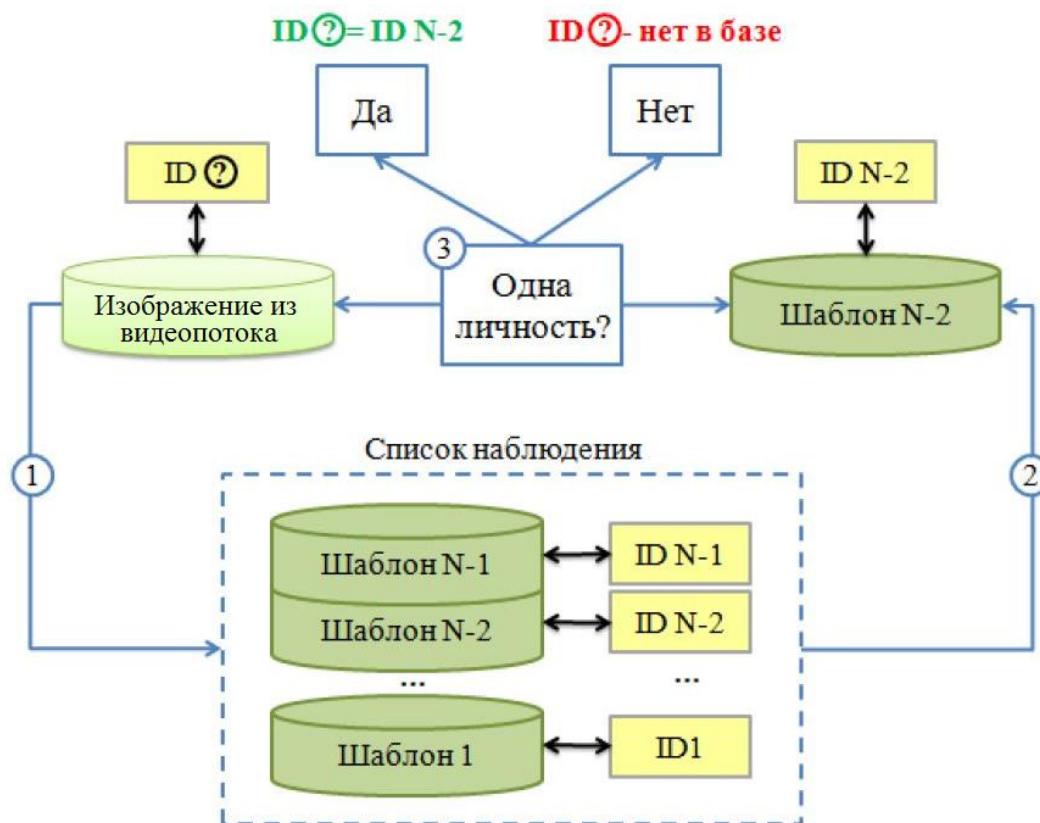 ID ?= ID N-2
ID ?- нет в базе
Да
Нет
ID ?
ID N-2
3
Одна
личность?
Изображение из
видеопотока
Шаблон N-2
Список наблюдения
1
2
Шаблон N-1
ID N-1
Шаблон N-2
ID N-2
...
...
Шаблон 1
ID1